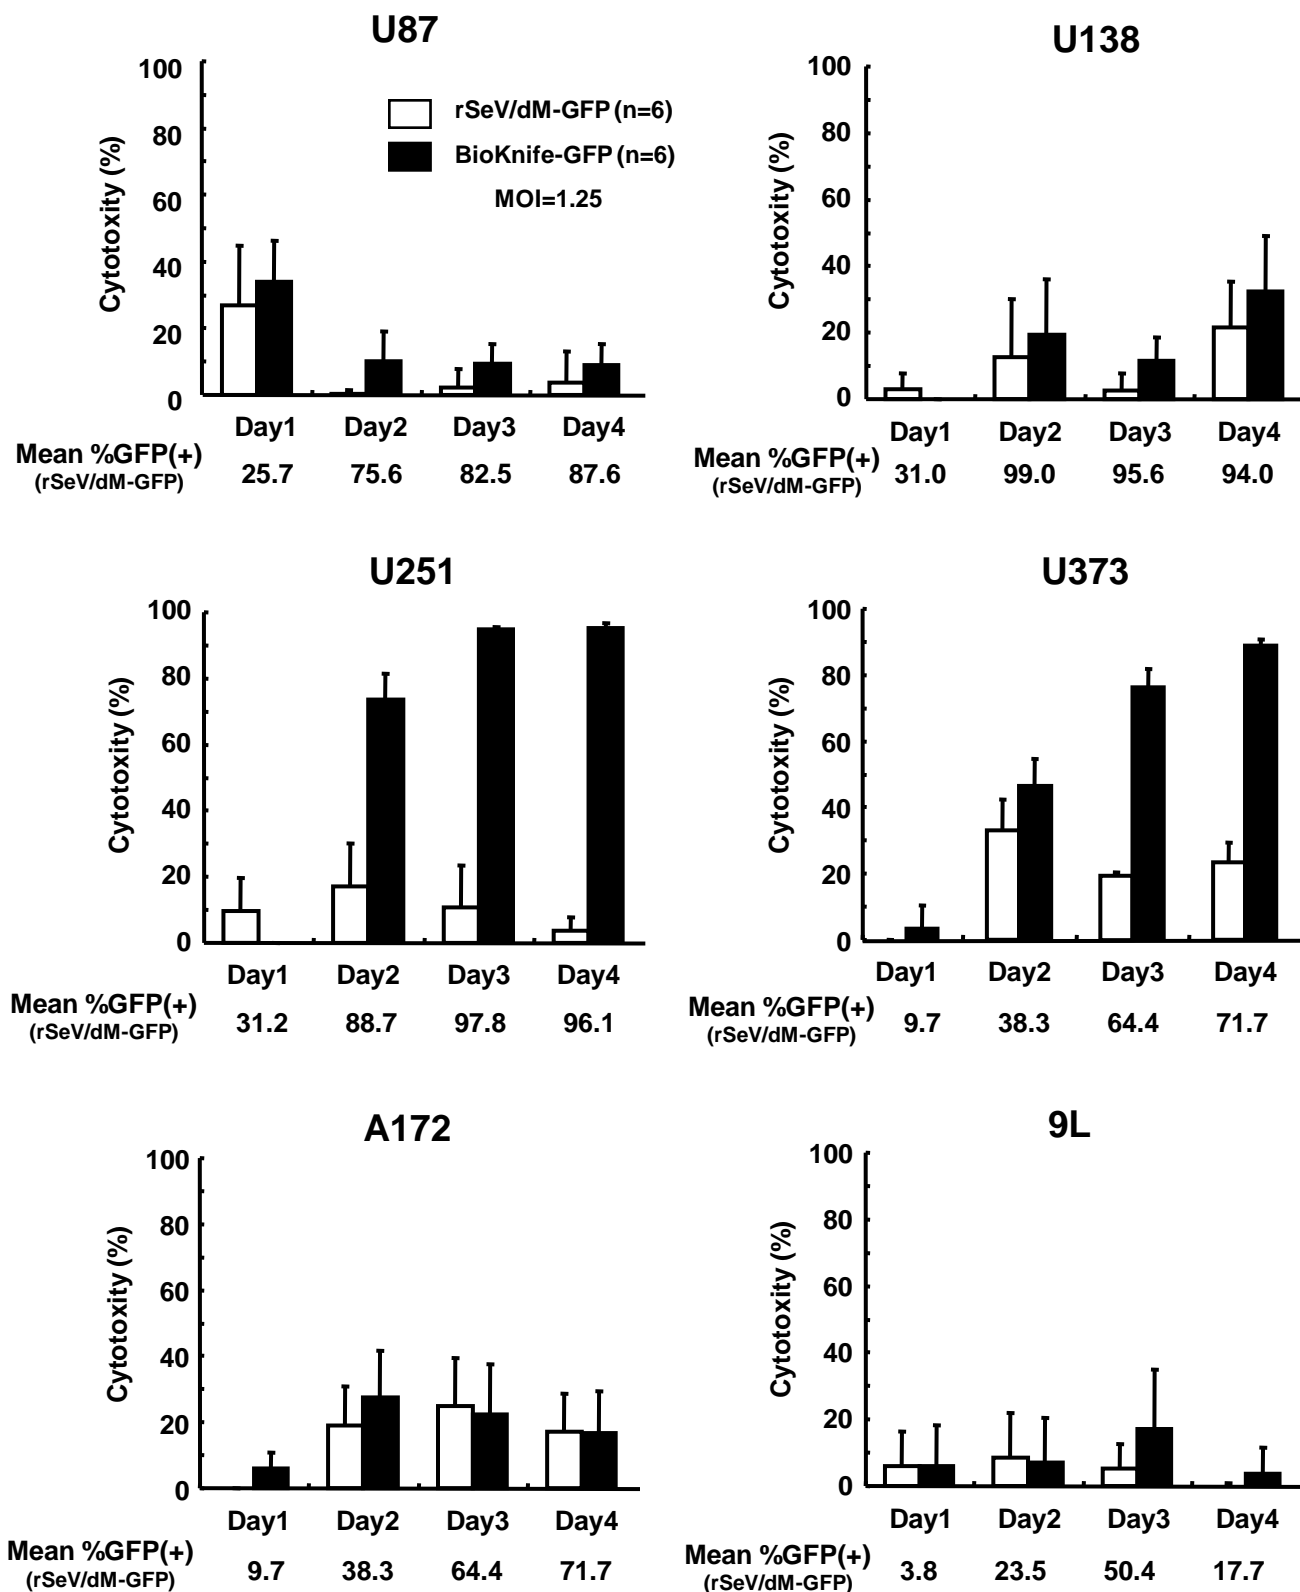 U87
100
80
60
40
20
0
Cytotoxity (%)
rSeV/dM-GFP (n=6)
BioKnife-GFP (n=6)
MOI=1.25
Day1 Day2 Day3 Day4
Mean %GFP(+)
(rSeV/dM-GFP)
25.7 75.6 82.5 87.6
U138
100
80
60
40
20
0
Cytotoxity (%)
Day1 Day2 Day3 Day4
Mean %GFP(+)
(rSeV/dM-GFP)
31.0 99.0 95.6 94.0
U251
100
80
60
40
20
0
Cytotoxity (%)
Day1 Day2 Day3 Day4
Mean %GFP(+)
(rSeV/dM-GFP)
31.2 88.7 97.8 96.1
U373
100
80
60
40
20
0
Cytotoxity (%)
Day1 Day2 Day3 Day4
Mean %GFP(+)
(rSeV/dM-GFP)
9.7 38.3 64.4 71.7
A172
100
80
60
40
20
0
Cytotoxity (%)
Day1 Day2 Day3 Day4
Mean %GFP(+)
(rSeV/dM-GFP)
9.7 38.3 64.4 71.7
9L
100
80
60
40
20
0
Cytotoxity (%)
Day1 Day2 Day3 Day4
Mean %GFP(+)
(rSeV/dM-GFP)
3.8 23.5 50.4 17.7